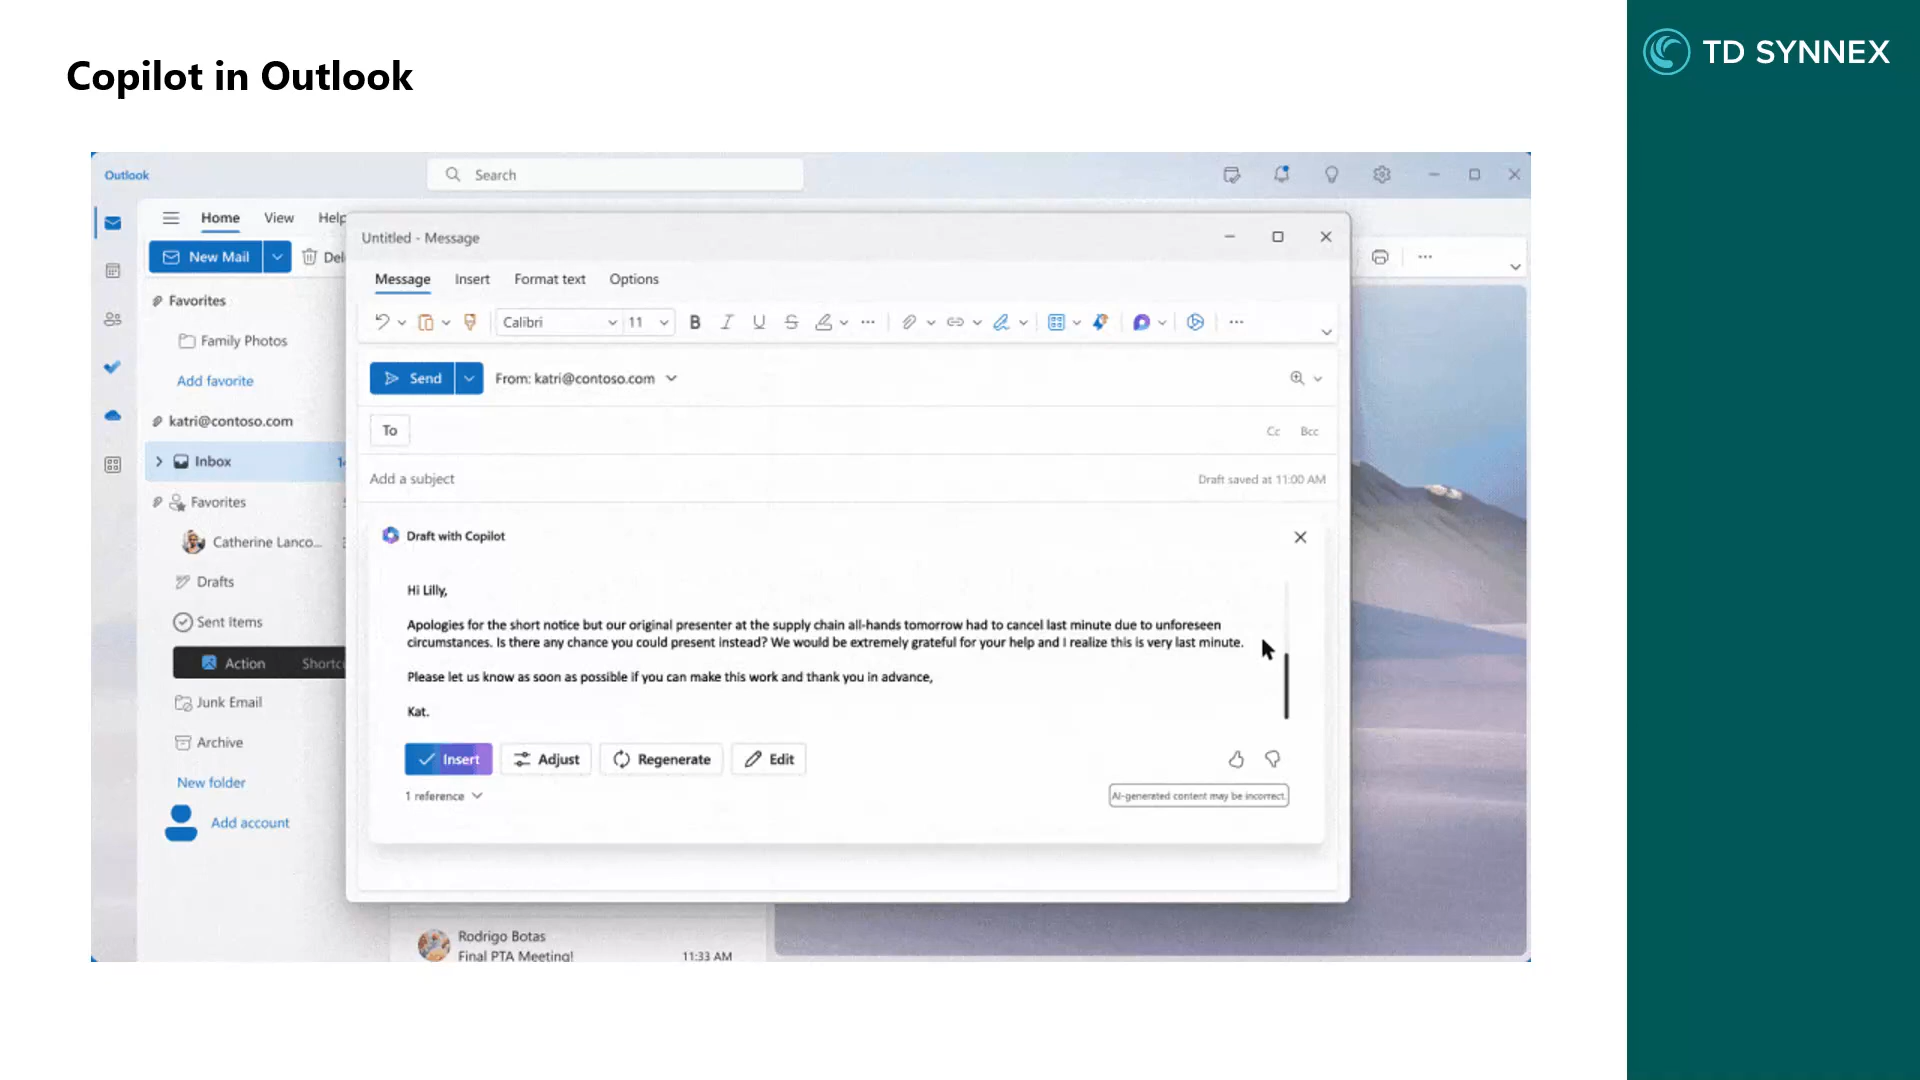 Copilot in Outlook
TD SYNNEX
Outlook
Search
Home View Help
New Mail
Untitled - Message
Message Insert Format text Options
Calibri 11 B I U S
Send From: katri@contoso.com
To
Cc Bcc
Add a subject
Draft saved at 11:00 AM
Favorites
Family Photos
Add favorite
katri@contoso.com
Inbox
Favorites
Catherine Lanco...
Drafts
Sent Items
Action
Junk Email
Archive
New folder
Add account
Draft with Copilot
Hi Lilly,
Apologies for the short notice but our original presenter at the supply chain all-hands tomorrow had to cancel last minute due to unforeseen
circumstances. Is there any chance you could present instead? We would be extremely grateful for your help and I realize this is very last minute.
Please let us know as soon as possible if you can make this work and thank you in advance,
Kat.
Insert Adjust Regenerate Edit
1 reference
AI-generated content may be incorrect.
Rodrigo Botas
Final PTA Meeting! 11:33 AM